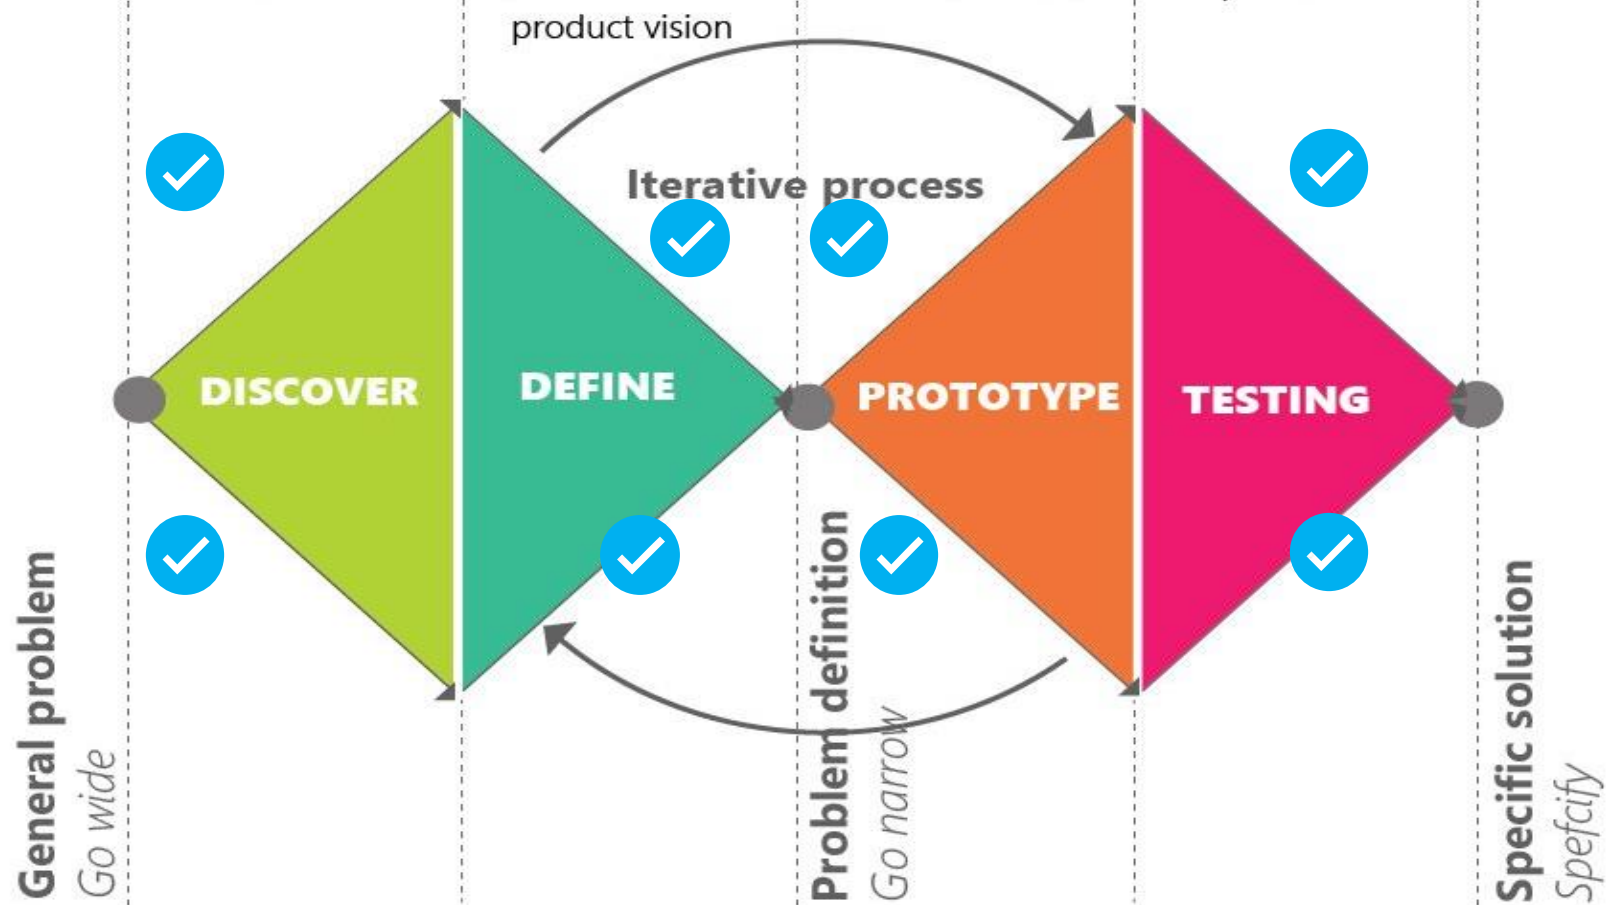 product vision
Iterative process
DISCOVER
DEFINE
PROTOTYPE
TESTING
General problem
Go wide
Problem definition
Go narrow
Specific solution
Spefcify